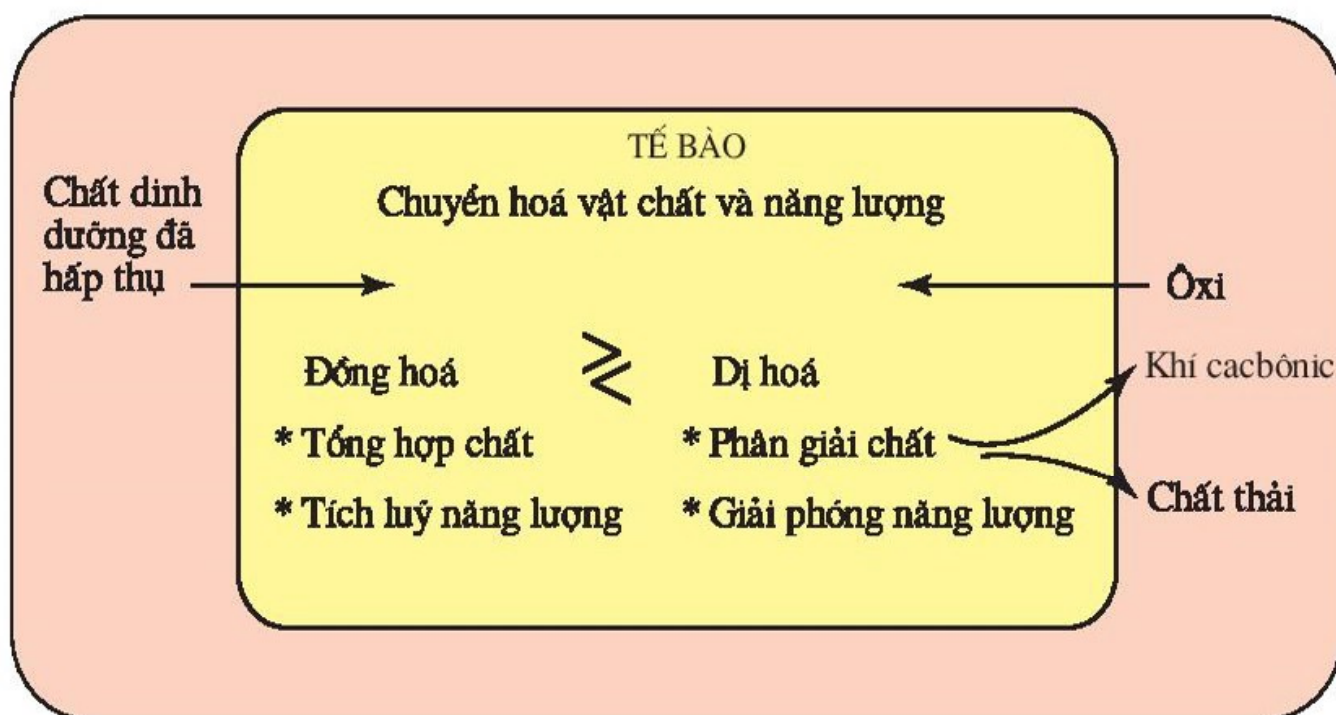 TẾ BÀO
Chuyển hoá vật chất và năng lượng
Chất dinh
dưỡng đã
hấp thụ
Ôxi
Đồng hoá
Dị hoá
Khí cacbônic
* Tổng hợp chất
* Phân giải chất
* Tích luỹ năng lượng
* Giải phóng năng lượng
Chất thải